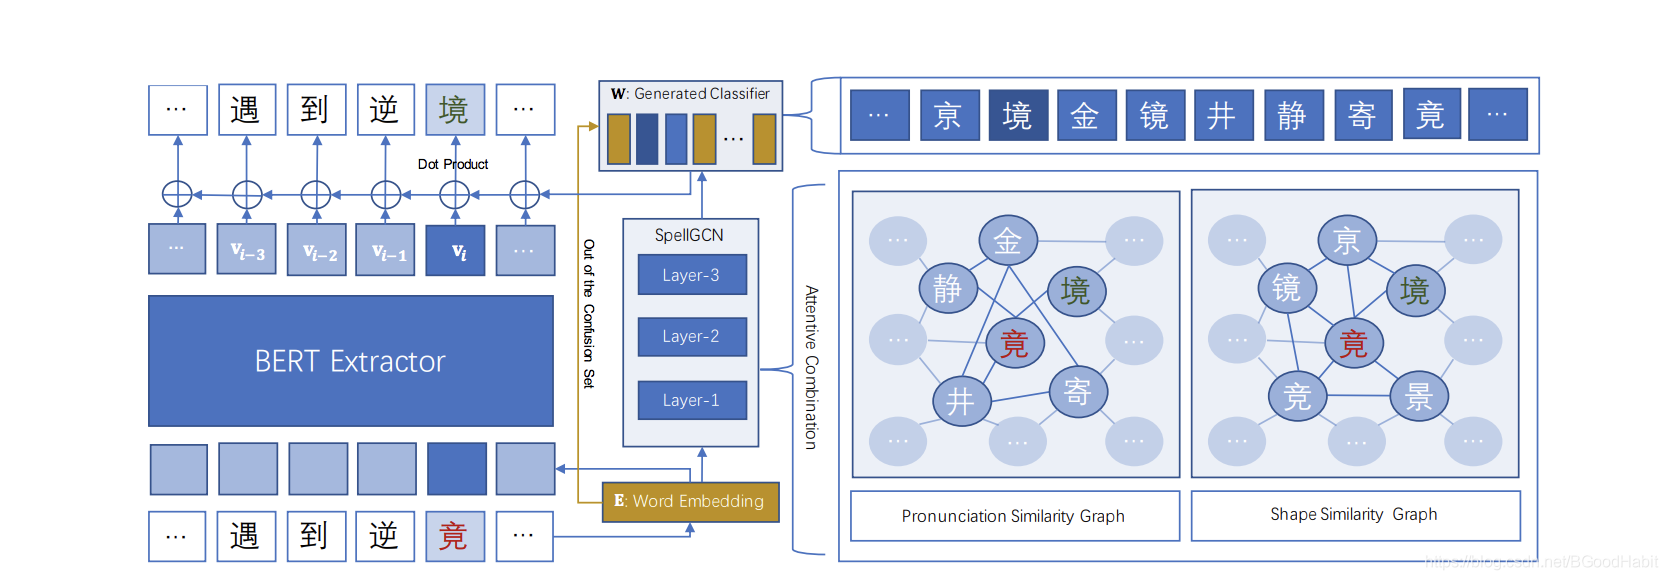 … 遇 到 逆 境 …
Dot Product
… v_{i-3} v_{i-2} v_{i-1} v_i …
BERT Extractor
… 遇 到 逆 竟 …
W: Generated Classifier
…
Out of the Confusion Set
SpellGCN
Layer-3
Layer-2
Layer-1
E: Word Embedding
Attentive Combination
… 亰 境 金 镜 井 静 寄 竟 …
… 金 …
静 境
… 竟 …
井 寄
… … …
Pronunciation Similarity Graph
… 亰 …
镜 境
… 竟 …
竞 景
… … …
Shape Similarity Graph
https://blog.csdn.net/BGoodHabit